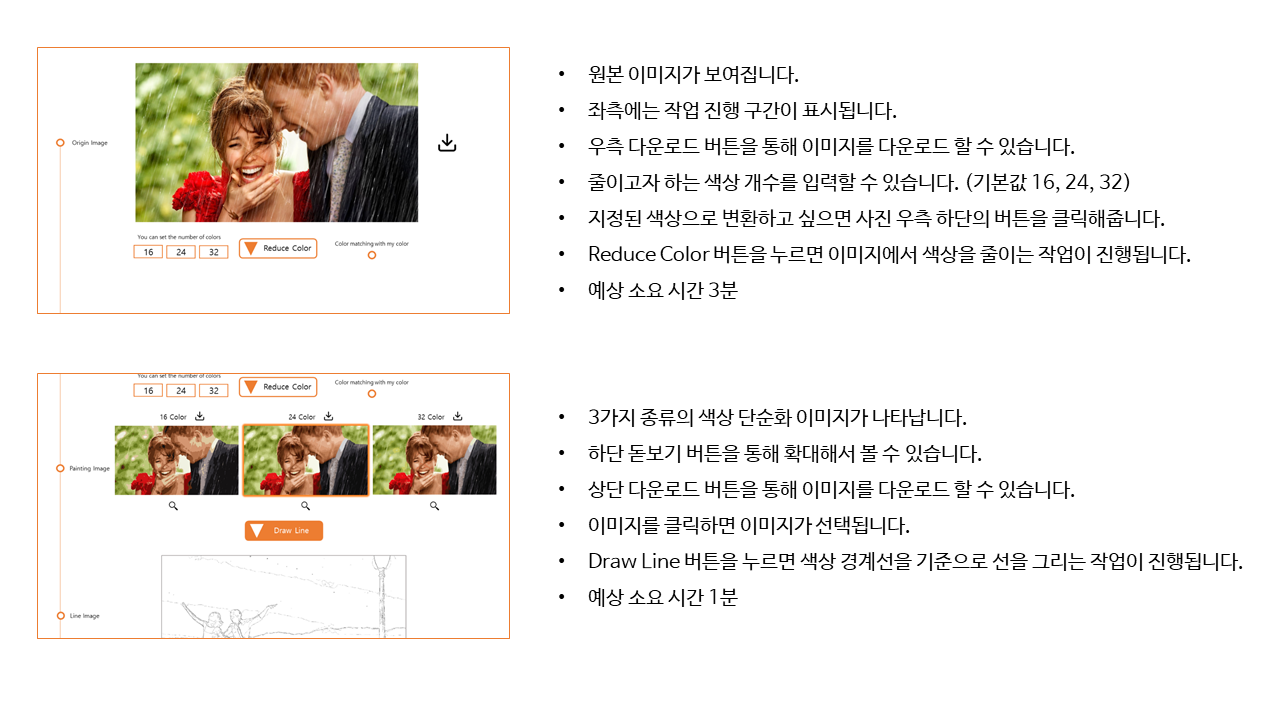 Origin Image
You can set the number of colors
16 24 32
Reduce Color
Color matching with my color
• 원본 이미지가 보여집니다.
• 좌측에는 작업 진행 구간이 표시됩니다.
• 우측 다운로드 버튼을 통해 이미지를 다운로드 할 수 있습니다.
• 줄이고자 하는 색상 개수를 입력할 수 있습니다. (기본값 16, 24, 32)
• 지정된 색상으로 변환하고 싶으면 사진 우측 하단의 버튼을 클릭해줍니다.
• Reduce Color 버튼을 누르면 이미지에서 색상을 줄이는 작업이 진행됩니다.
• 예상 소요 시간 3분
You can set the number of colors
16 24 32
Reduce Color
Color matching with my color
16 Color
24 Color
32 Color
Painting Image
Draw Line
Line Image
• 3가지 종류의 색상 단순화 이미지가 나타납니다.
• 하단 돋보기 버튼을 통해 확대해서 볼 수 있습니다.
• 상단 다운로드 버튼을 통해 이미지를 다운로드 할 수 있습니다.
• 이미지를 클릭하면 이미지가 선택됩니다.
• Draw Line 버튼을 누르면 색상 경계선을 기준으로 선을 그리는 작업이 진행됩니다.
• 예상 소요 시간 1분